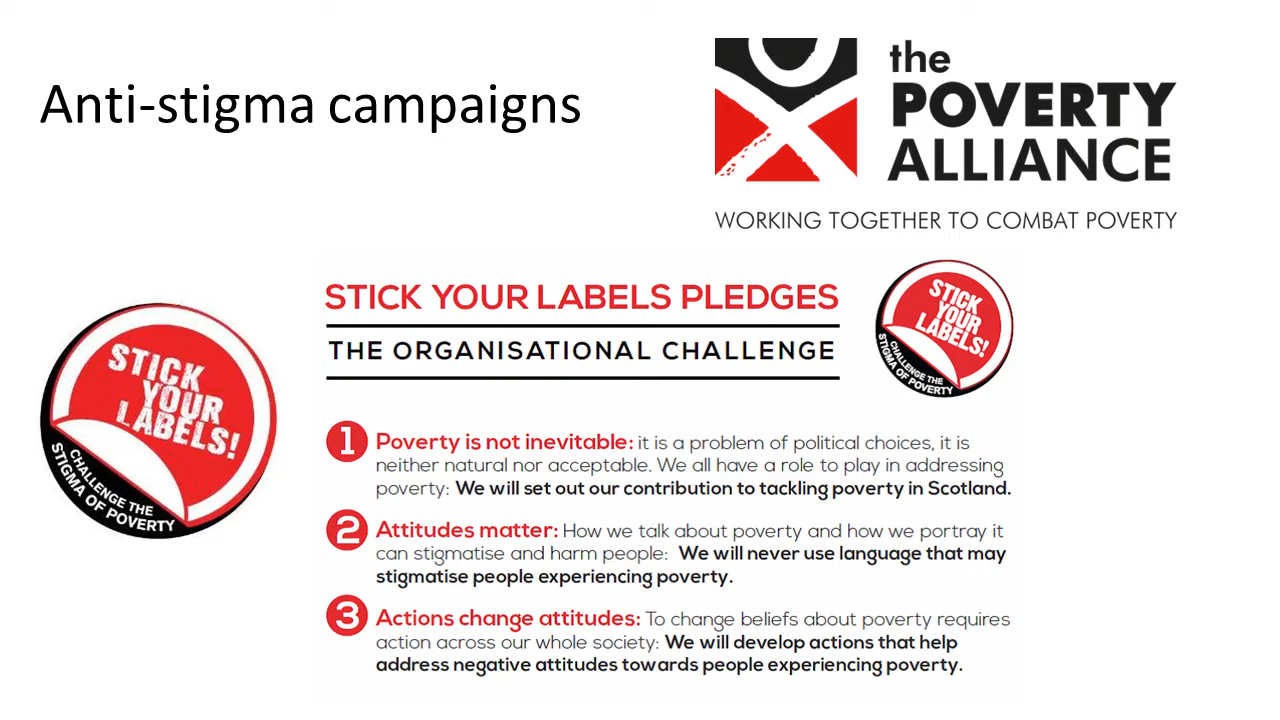 Anti-stigma campaigns
the
POVERTY
ALLIANCE
WORKING TOGETHER TO COMBAT POVERTY
STICK
YOUR
LABELS!
CHALLENGE THE
STIGMA OF POVERTY
STICK YOUR LABELS PLEDGES
THE ORGANISATIONAL CHALLENGE
STICK
YOUR
LABELS!
CHALLENGE THE
STIGMA OF POVERTY
1 Poverty is not inevitable: it is a problem of political choices, it is
neither natural nor acceptable. We all have a role to play in addressing
poverty: We will set out our contribution to tackling poverty in Scotland.
2 Attitudes matter: How we talk about poverty and how we portray it
can stigmatise and harm people: We will never use language that may
stigmatise people experiencing poverty.
3 Actions change attitudes: To change beliefs about poverty requires
action across our whole society: We will develop actions that help
address negative attitudes towards people experiencing poverty.